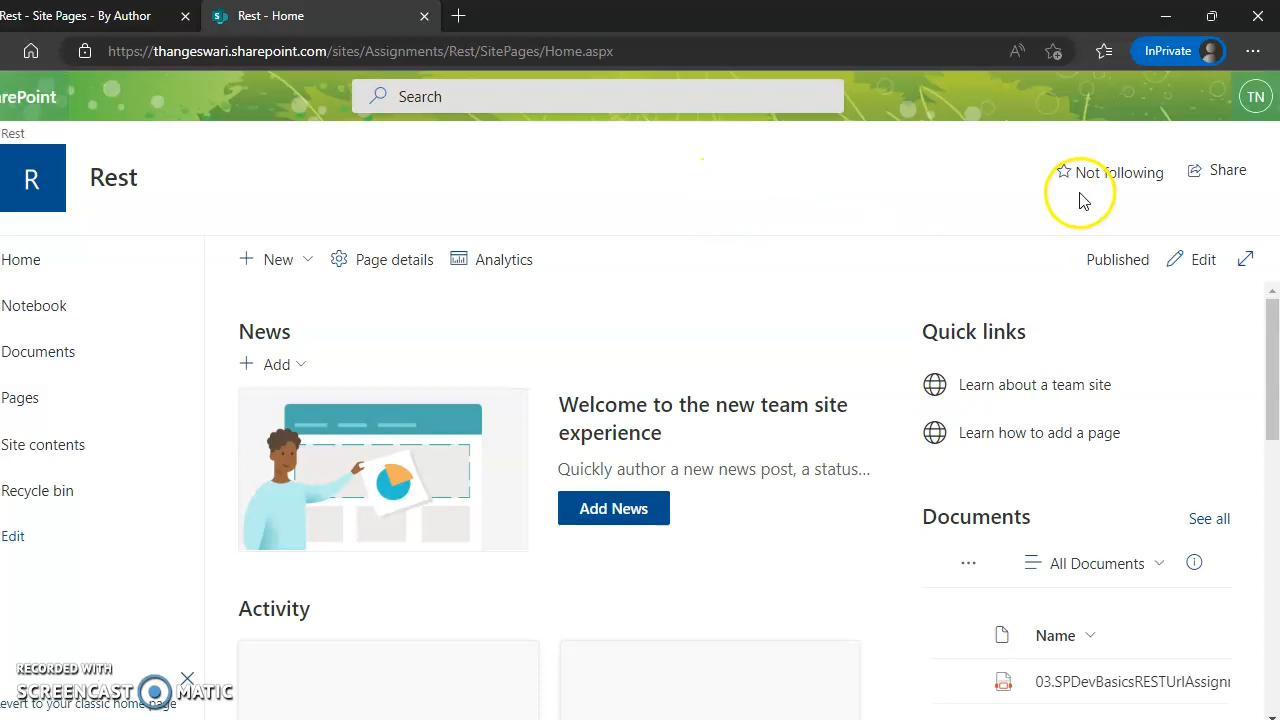 Rest - Site Pages - By Author
Rest - Home
https://thangeswari.sharepoint.com/sites/Assignments/Rest/SitePages/Home.aspx
InPrivate
arePoint
Search
TN
Rest
R
Rest
Not following
Share
Home
Notebook
Documents
Pages
Site contents
Recycle bin
Edit
New
Page details
Analytics
Published
Edit
News
Add
Welcome to the new team site
experience
Quickly author a new news post, a status...
Add News
Quick links
Learn about a team site
Learn how to add a page
Documents
See all
All Documents
Name
03.SPDevBasicsRESTUrlAssignr
Activity
RECORDED WITH
SCREENCAST MATIC
evert to your classic home page